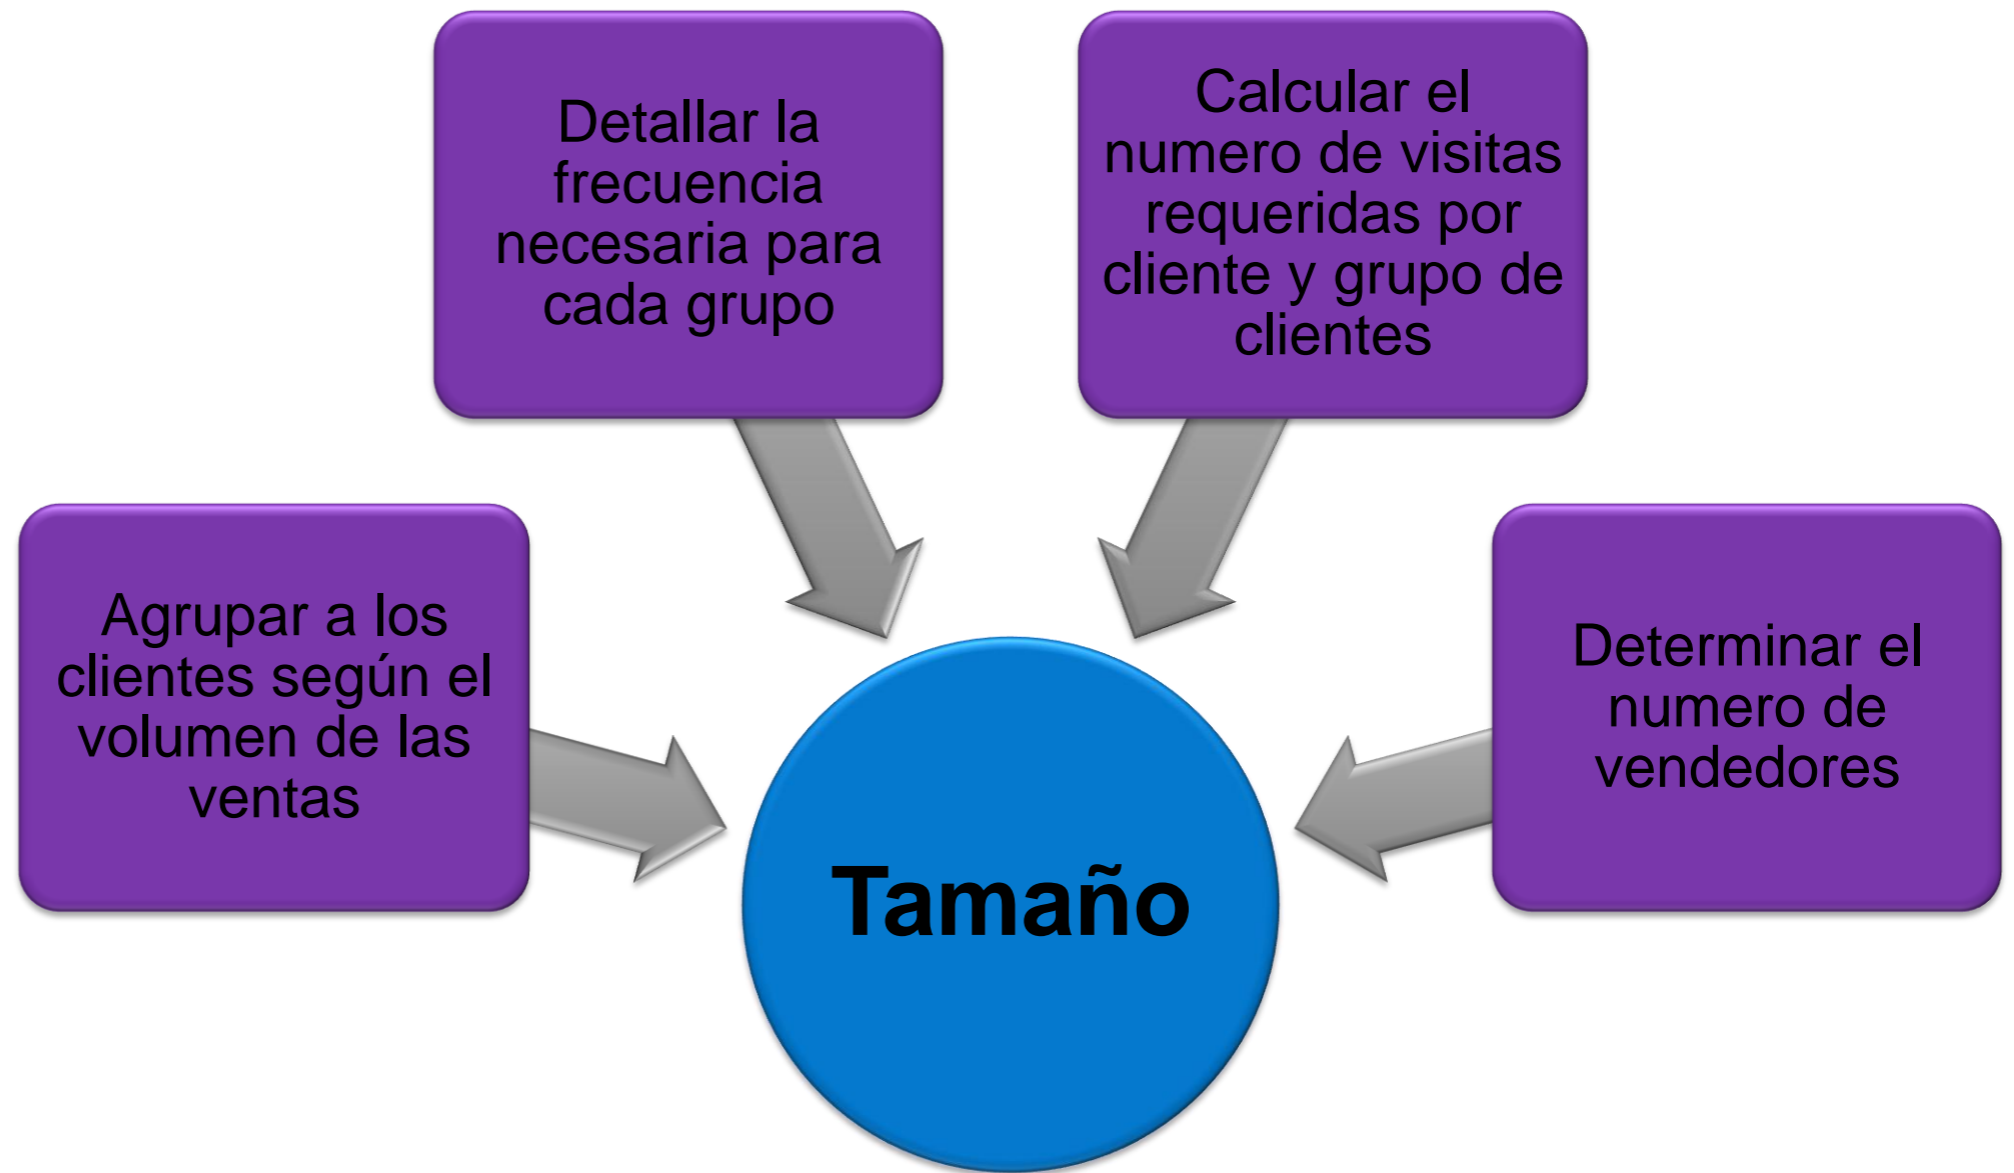 Detallar la
frecuencia
necesaria para
cada grupo
Calcular el
numero de visitas
requeridas por
cliente y grupo de
clientes
Agrupar a los
clientes según el
volumen de las
ventas
Determinar el
numero de
vendedores
Tamaño